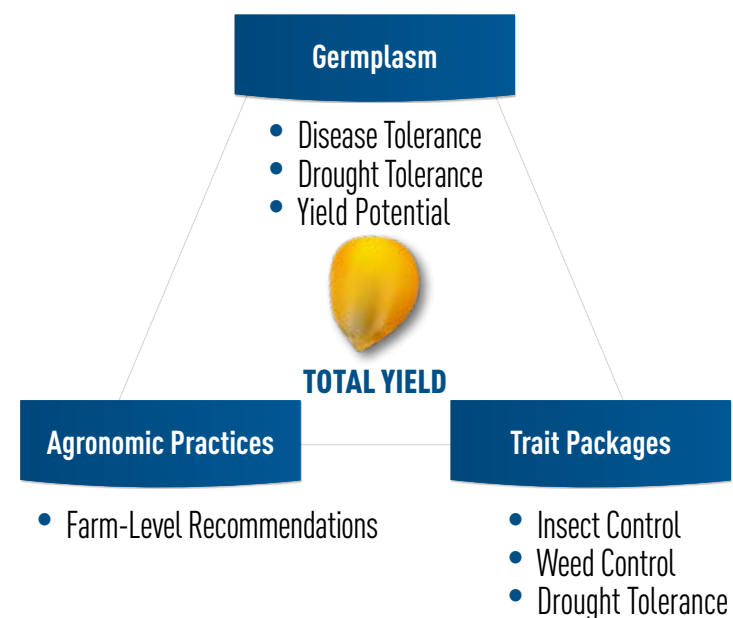 Germplasm
• Disease Tolerance
• Drought Tolerance
• Yield Potential
TOTAL YIELD
Agronomic Practices
• Farm-Level Recommendations
Trait Packages
• Insect Control
• Weed Control
• Drought Tolerance